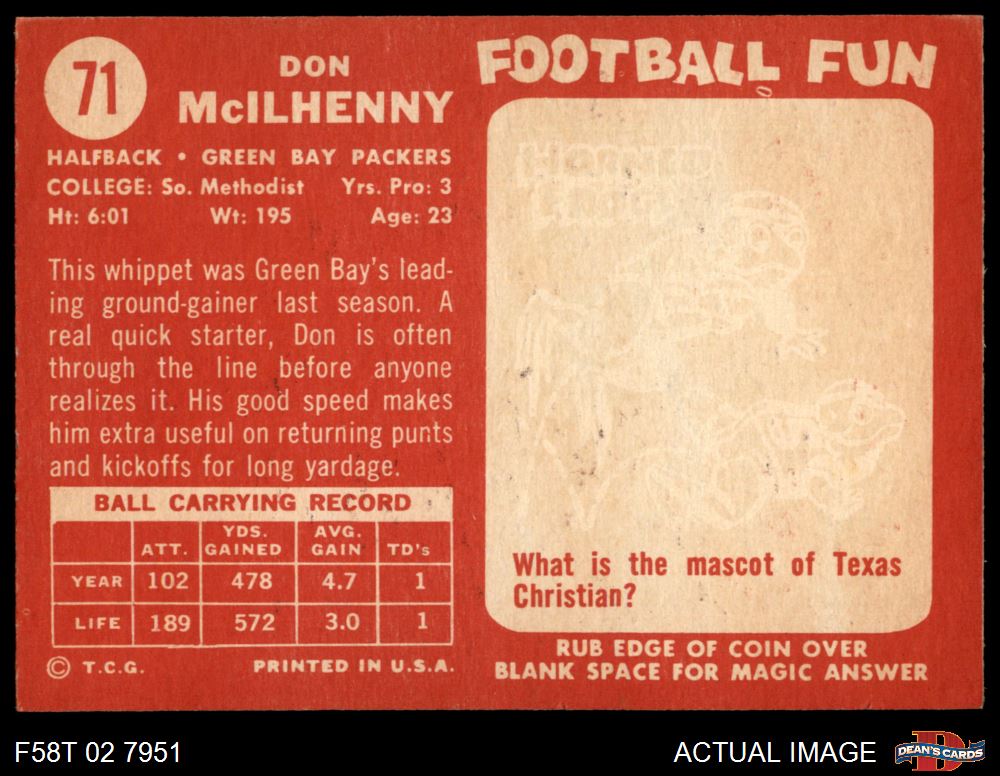 71
DON
McILHENNY
HALFBACK • GREEN BAY PACKERS
COLLEGE: So. Methodist Yrs. Pro: 3
Ht: 6:01 Wt: 195 Age: 23
This whippet was Green Bay's lead-
ing ground-gainer last season. A
real quick starter, Don is often
through the line before anyone
realizes it. His good speed makes
him extra useful on returning punts
and kickoffs for long yardage.
BALL CARRYING RECORD
ATT. YDS. GAINED AVG. GAIN TD's
YEAR 102 478 4.7 1
LIFE 189 572 3.0 1
© T.C.G. PRINTED IN U.S.A.
FOOTBALL FUN
HORNED
What is the mascot of Texas
Christian?
RUB EDGE OF COIN OVER
BLANK SPACE FOR MAGIC ANSWER
F58T 02 7951
ACTUAL IMAGE
D
DEAN'S CARDS